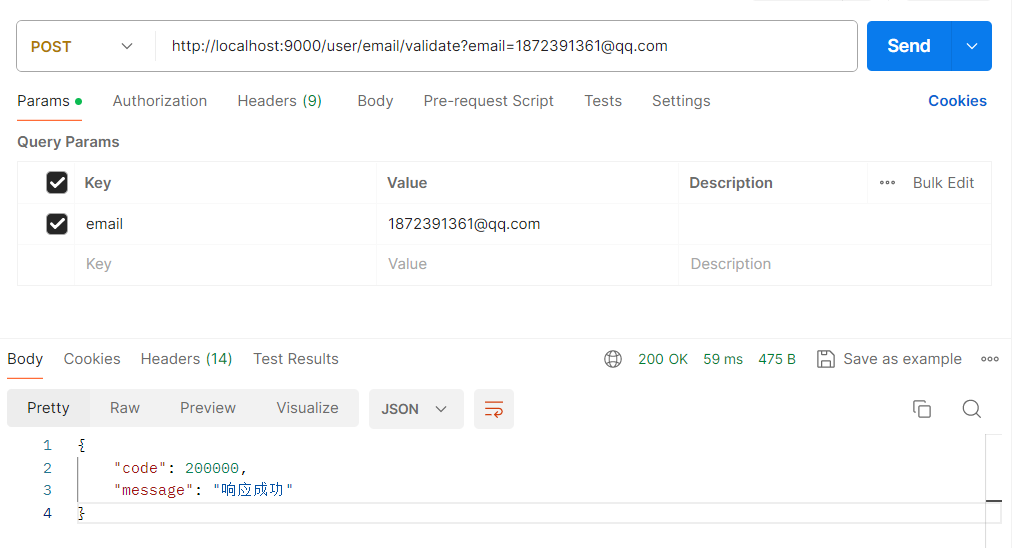 POST http://localhost:9000/user/email/validate?email=1872391361@qq.com Send
Params Authorization Headers (9) Body Pre-request Script Tests Settings Cookies
Query Params
Key Value Description Bulk Edit
email 1872391361@qq.com
Key Value Description
Body Cookies Headers (14) Test Results 200 OK 59 ms 475 B Save as example
Pretty Raw Preview Visualize JSON
1 {
2 "code": 200000,
3 "message": "响应成功"
4 }